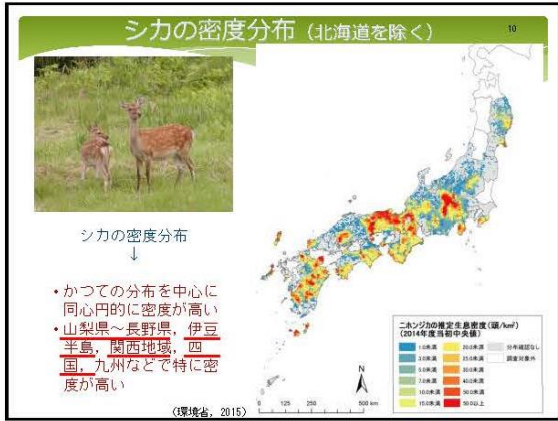 シカの密度分布（北海道を除く）
10
シカの密度分布
↓
・かつての分布を中心に
同心円的に密度が高い
・山梨県～長野県，伊豆
半島，関西地域，四
国，九州などで特に密
度が高い
（環境省，2015）
ニホンジカの推定生息密度（頭/km²）
（2014年度当初中央値）
1.0未満 20.0未満 分布確認なし
3.0未満 25.0未満 調査対象外
5.0未満 30.0未満
7.0未満 40.0未満
10.0未満 50.0未満
15.0未満 50.0以上
N
0 125 250 500 km